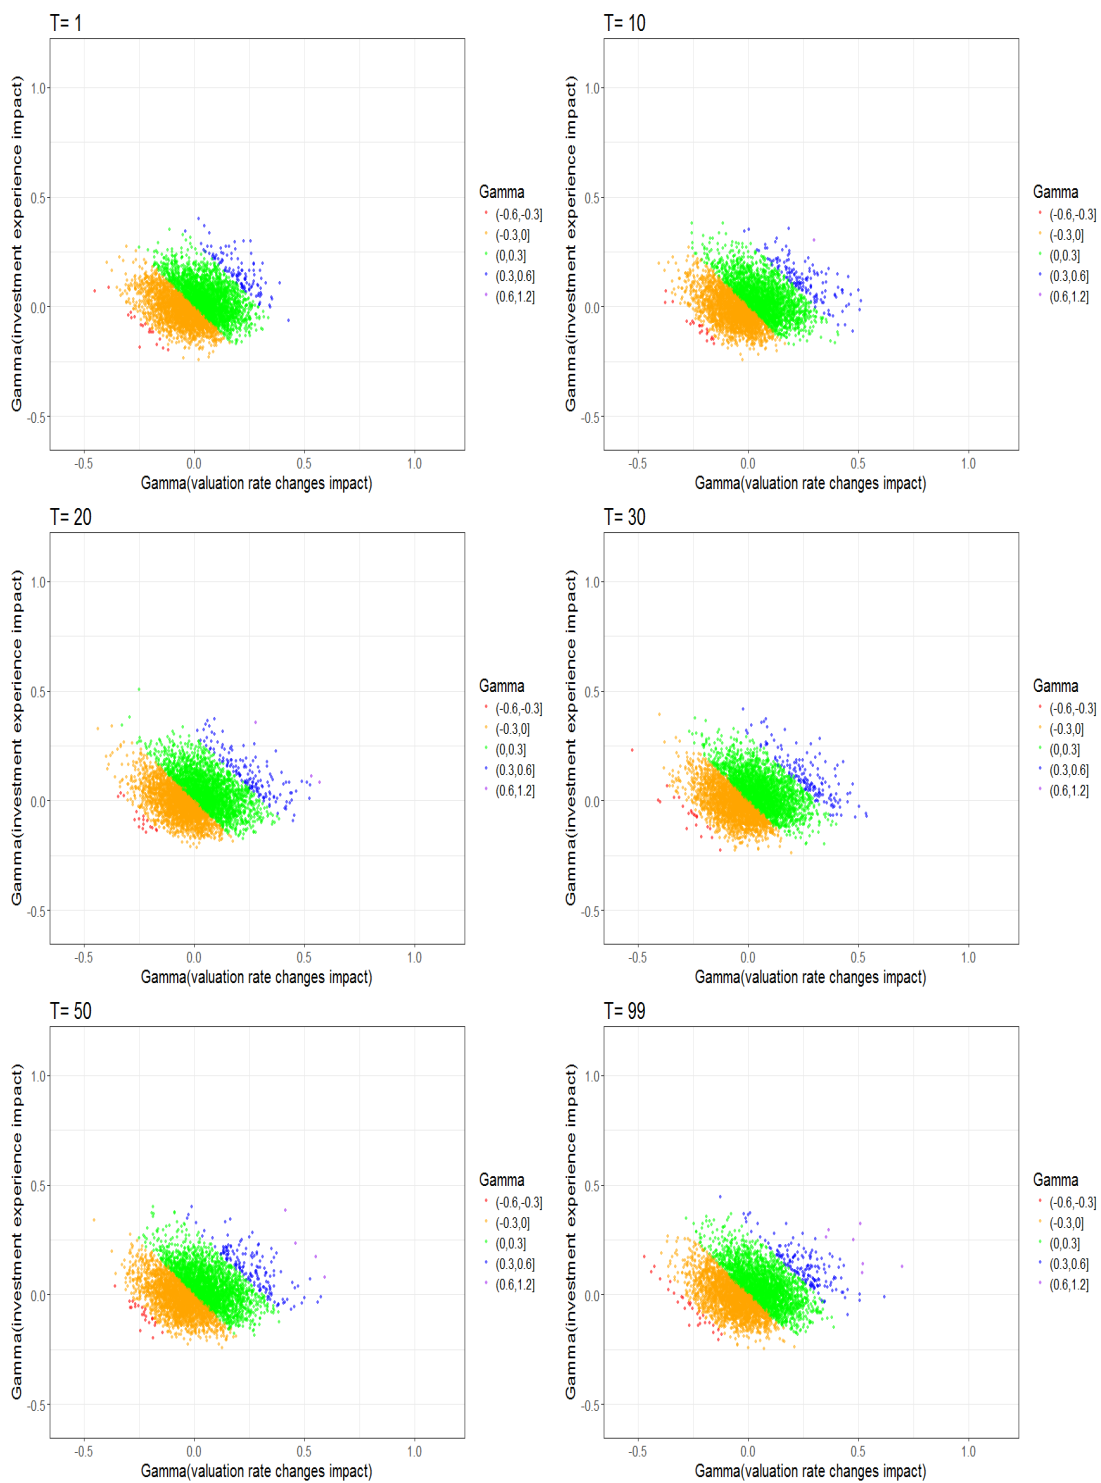 T= 1
Gamma(investment experience impact)
1.0
0.5
0.0
-0.5
-0.5 0.0 0.5 1.0
Gamma(valuation rate changes impact)
Gamma
(-0.6,-0.3]
(-0.3,0]
(0,0.3]
(0.3,0.6]
(0.6,1.2]
T= 10
Gamma(investment experience impact)
1.0
0.5
0.0
-0.5
-0.5 0.0 0.5 1.0
Gamma(valuation rate changes impact)
Gamma
(-0.6,-0.3]
(-0.3,0]
(0,0.3]
(0.3,0.6]
(0.6,1.2]
T= 20
Gamma(investment experience impact)
1.0
0.5
0.0
-0.5
-0.5 0.0 0.5 1.0
Gamma(valuation rate changes impact)
Gamma
(-0.6,-0.3]
(-0.3,0]
(0,0.3]
(0.3,0.6]
(0.6,1.2]
T= 30
Gamma(investment experience impact)
1.0
0.5
0.0
-0.5
-0.5 0.0 0.5 1.0
Gamma(valuation rate changes impact)
Gamma
(-0.6,-0.3]
(-0.3,0]
(0,0.3]
(0.3,0.6]
(0.6,1.2]
T= 50
Gamma(investment experience impact)
1.0
0.5
0.0
-0.5
-0.5 0.0 0.5 1.0
Gamma(valuation rate changes impact)
Gamma
(-0.6,-0.3]
(-0.3,0]
(0,0.3]
(0.3,0.6]
(0.6,1.2]
T= 99
Gamma(investment experience impact)
1.0
0.5
0.0
-0.5
-0.5 0.0 0.5 1.0
Gamma(valuation rate changes impact)
Gamma
(-0.6,-0.3]
(-0.3,0]
(0,0.3]
(0.3,0.6]
(0.6,1.2]